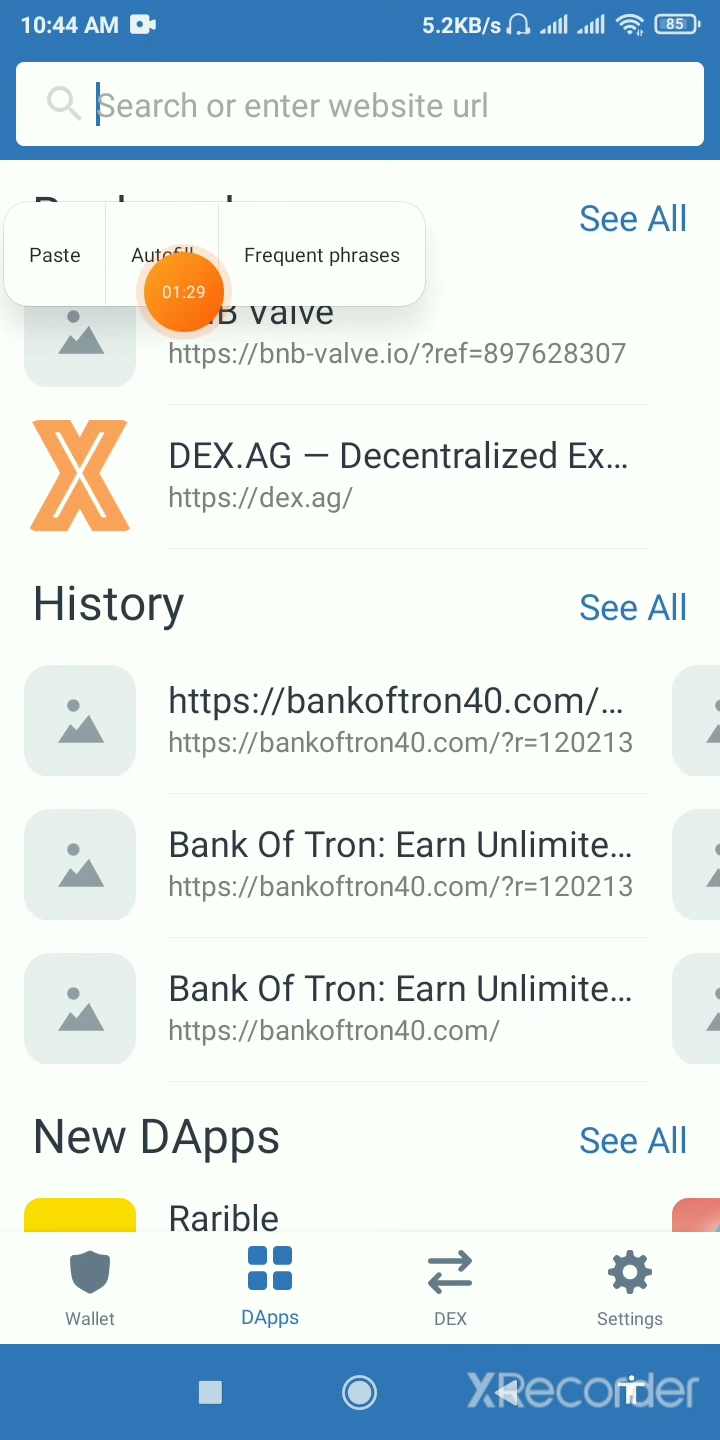 10:44 AM
5.2KB/s
85
Search or enter website url
See All
Paste
Autofill
Frequent phrases
01:29
Valve
https://bnb-valve.io/?ref=897628307
DEX.AG — Decentralized Ex...
https://dex.ag/
History
See All
https://bankoftron40.com/...
https://bankoftron40.com/?r=120213
Bank Of Tron: Earn Unlimite...
https://bankoftron40.com/?r=120213
Bank Of Tron: Earn Unlimite...
https://bankoftron40.com/
New DApps
See All
Rarible
Wallet
DApps
DEX
Settings
XRecorder